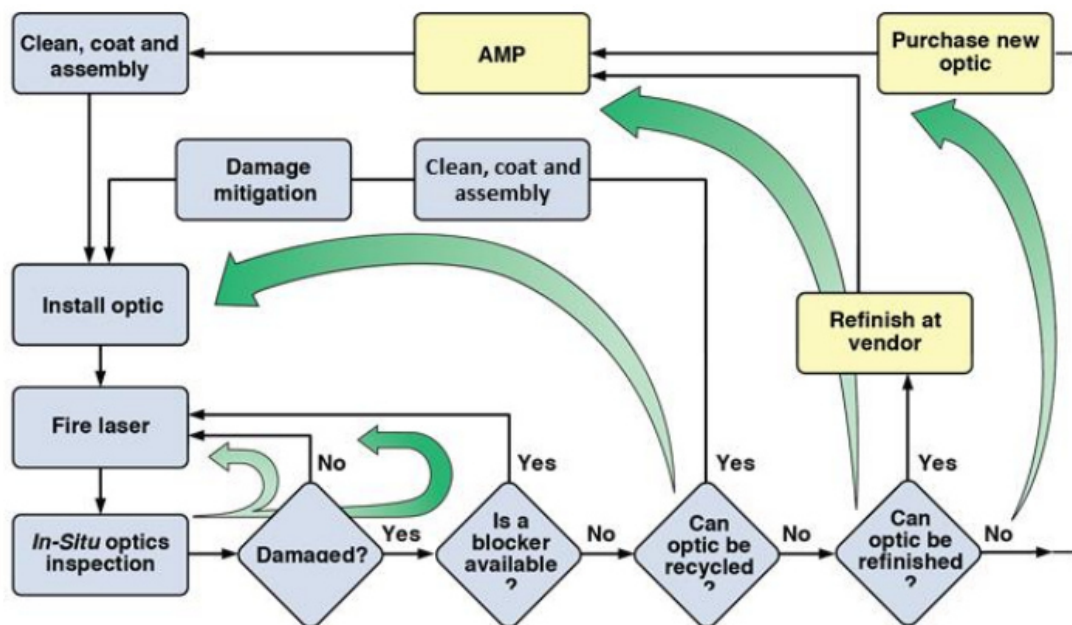 Clean, coat and
assembly
AMP
Purchase new
optic
Damage
mitigation
Clean, coat and
assembly
Install optic
Refinish at
vendor
Fire laser
No
Yes
Yes
Yes
In-Situ optics
inspection
Damaged?
Yes
Is a
blocker
available
?
No
Can
optic be
recycled
?
No
Can
optic be
refinished
?
No